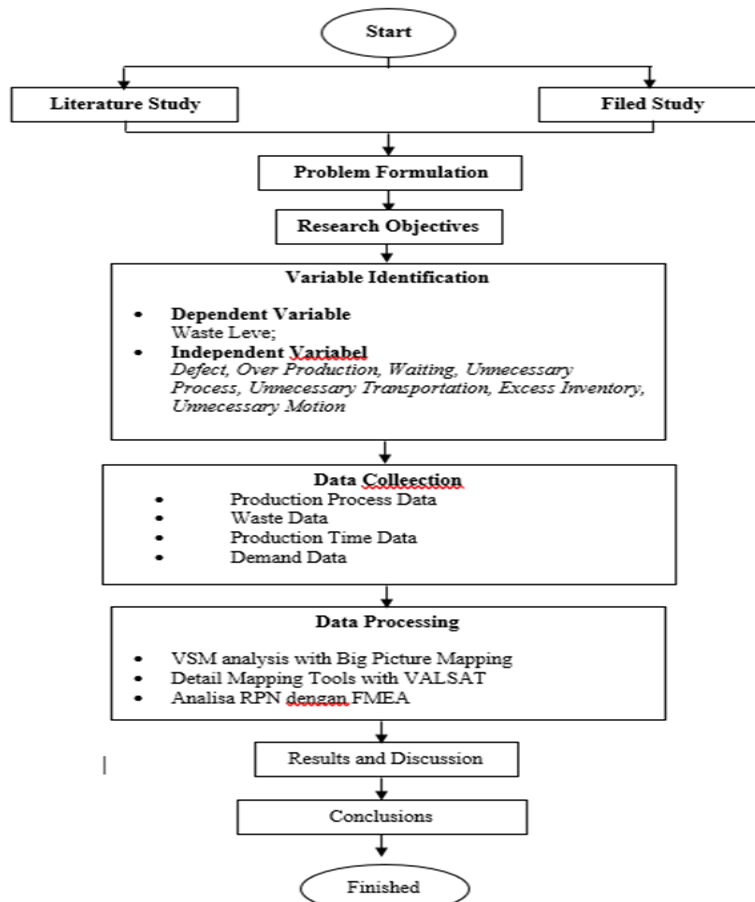 Start
Literature Study
Filed Study
Problem Formulation
Research Objectives
Variable Identification
• Dependent Variable
Waste Leve;
• Independent Variabel
Defect, Over Production, Waiting, Unnecessary
Process, Unnecessary Transportation, Excess Inventory,
Unnecessary Motion
Data Colleection
• Production Process Data
• Waste Data
• Production Time Data
• Demand Data
Data Processing
• VSM analysis with Big Picture Mapping
• Detail Mapping Tools with VALSAT
• Analisa RPN dengan FMEA
Results and Discussion
Conclusions
Finished